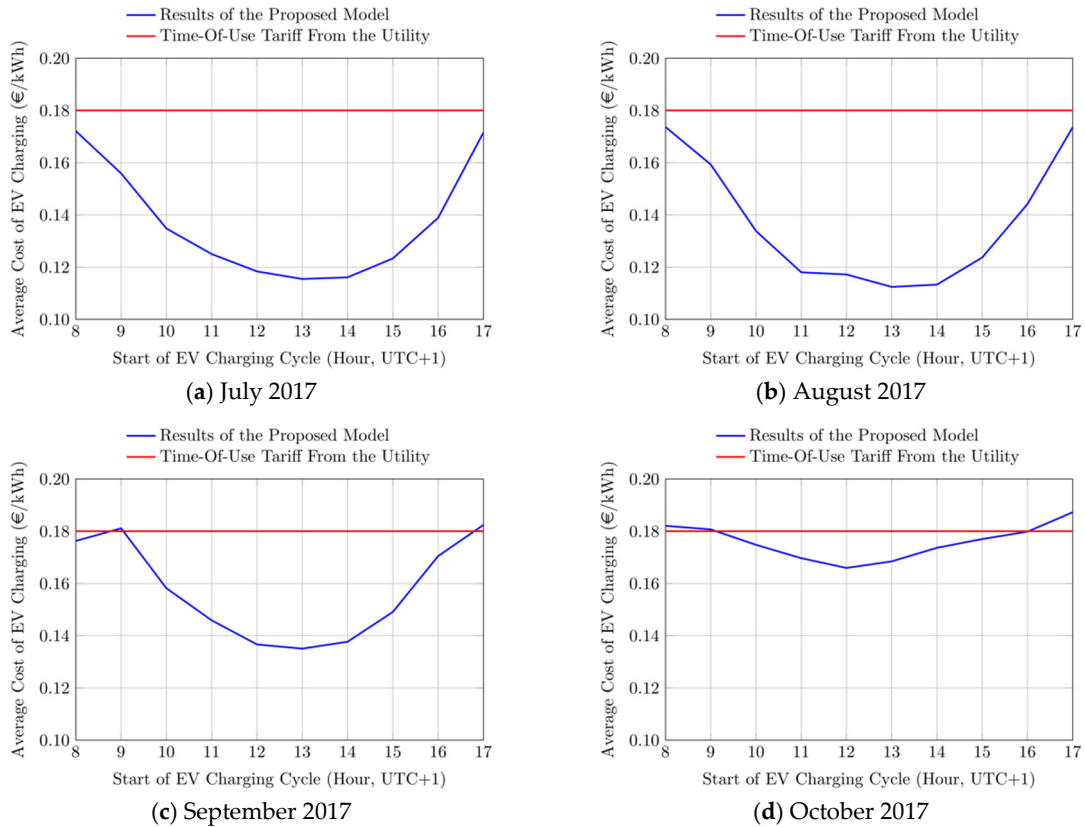 Results of the Proposed Model
Time-Of-Use Tariff From the Utility
Average Cost of EV Charging (€/kWh)
0.20
0.18
0.16
0.14
0.12
0.10
8 9 10 11 12 13 14 15 16 17
Start of EV Charging Cycle (Hour, UTC+1)
(a) July 2017
Results of the Proposed Model
Time-Of-Use Tariff From the Utility
Average Cost of EV Charging (€/kWh)
0.20
0.18
0.16
0.14
0.12
0.10
8 9 10 11 12 13 14 15 16 17
Start of EV Charging Cycle (Hour, UTC+1)
(b) August 2017
Results of the Proposed Model
Time-Of-Use Tariff From the Utility
Average Cost of EV Charging (€/kWh)
0.20
0.18
0.16
0.14
0.12
0.10
8 9 10 11 12 13 14 15 16 17
Start of EV Charging Cycle (Hour, UTC+1)
(c) September 2017
Results of the Proposed Model
Time-Of-Use Tariff From the Utility
Average Cost of EV Charging (€/kWh)
0.20
0.18
0.16
0.14
0.12
0.10
8 9 10 11 12 13 14 15 16 17
Start of EV Charging Cycle (Hour, UTC+1)
(d) October 2017